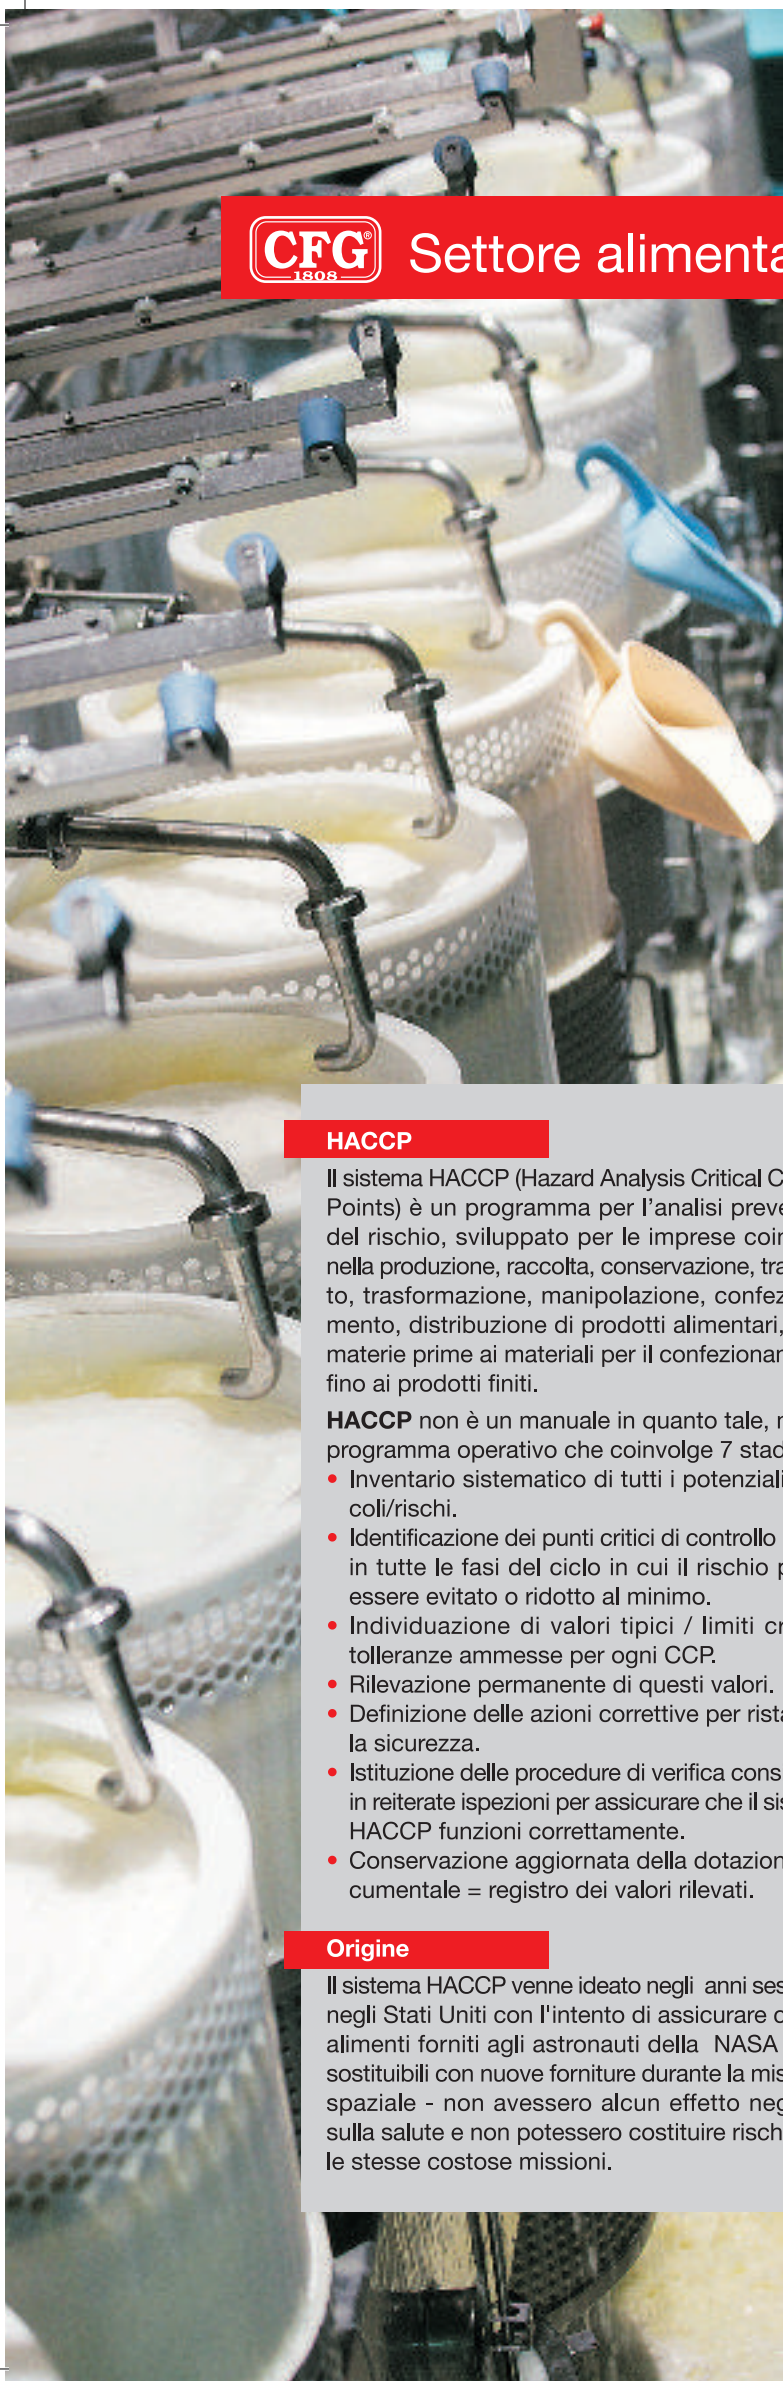 CFG®
1808
Settore alimenta
HACCP
Il sistema HACCP (Hazard Analysis Critical C
Points) è un programma per l'analisi preve
del rischio, sviluppato per le imprese coin
nella produzione, raccolta, conservazione, tra
to, trasformazione, manipolazione, confez
mento, distribuzione di prodotti alimentari,
materie prime ai materiali per il confezionar
fino ai prodotti finiti.
HACCP non è un manuale in quanto tale, r
programma operativo che coinvolge 7 stad
• Inventario sistematico di tutti i potenziali
coli/rischi.
• Identificazione dei punti critici di controllo
in tutte le fasi del ciclo in cui il rischio p
essere evitato o ridotto al minimo.
• Individuazione di valori tipici / limiti cr
tolleranze ammesse per ogni CCP.
• Rilevazione permanente di questi valori.
• Definizione delle azioni correttive per rista
la sicurezza.
• Istituzione delle procedure di verifica cons
in reiterate ispezioni per assicurare che il sis
HACCP funzioni correttamente.
• Conservazione aggiornata della dotazion
cumentale = registro dei valori rilevati.
Origine
Il sistema HACCP venne ideato negli anni ses
negli Stati Uniti con l'intento di assicurare c
alimenti forniti agli astronauti della NASA
sostituibili con nuove forniture durante la mis
spaziale - non avessero alcun effetto neg
sulla salute e non potessero costituire risch
le stesse costose missioni.